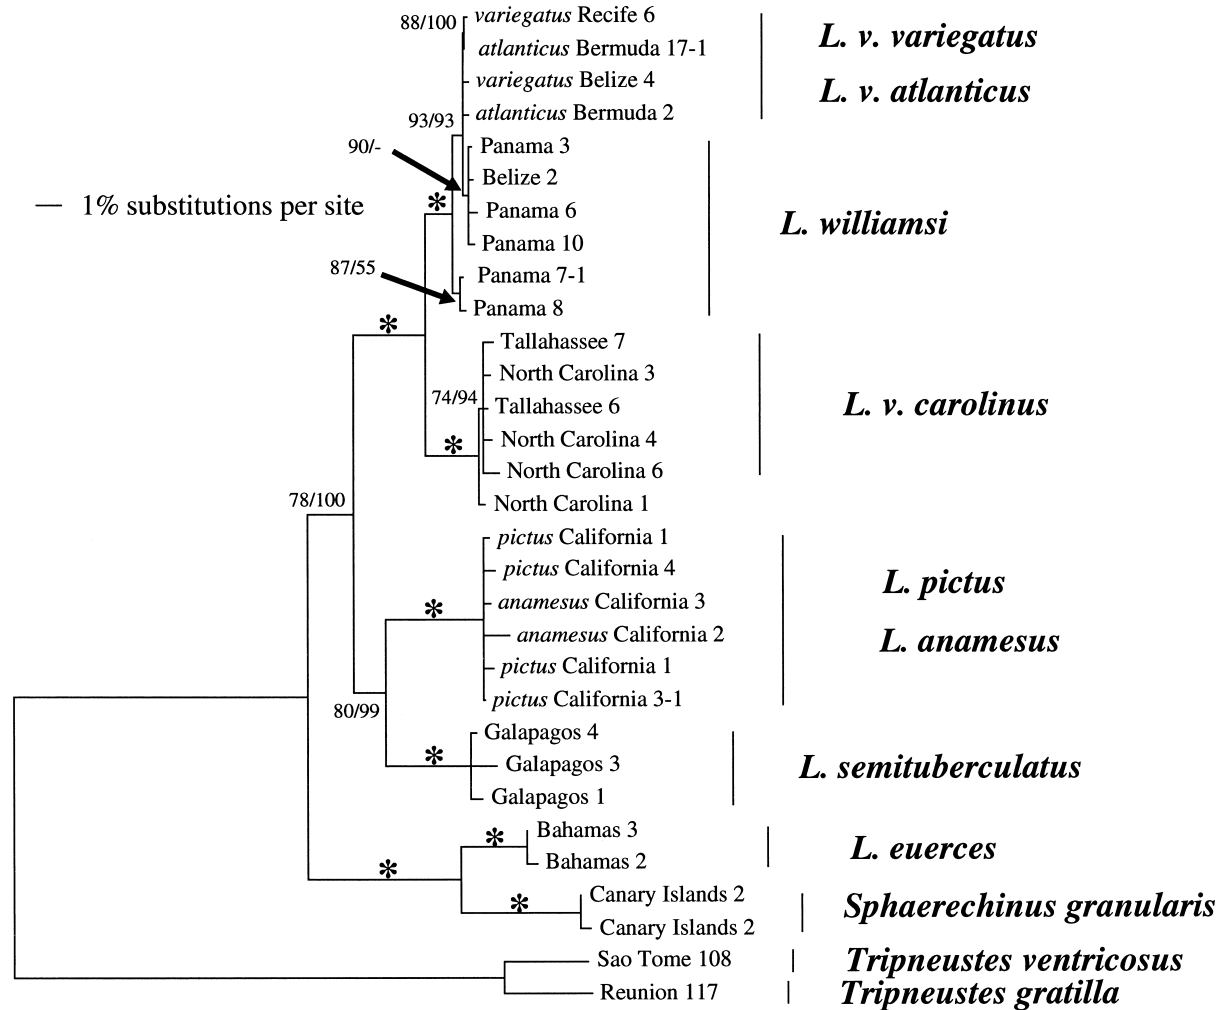 88/100
variegatus Recife 6
atlanticus Bermuda 17-1
variegatus Belize 4
atlanticus Bermuda 2
L. v. variegatus
L. v. atlanticus
93/93
90/-
Panama 3
Belize 2
Panama 6
Panama 10
Panama 7-1
Panama 8
L. williamsi
*
1% substitutions per site
87/55
*
Tallahassee 7
North Carolina 3
Tallahassee 6
North Carolina 4
North Carolina 6
North Carolina 1
L. v. carolinus
74/94
*
78/100
pictus California 1
pictus California 4
anamesus California 3
anamesus California 2
pictus California 1
pictus California 3-1
L. pictus
L. anamesus
*
80/99
Galapagos 4
Galapagos 3
Galapagos 1
L. semituberculatus
*
Bahamas 3
Bahamas 2
L. euerces
*
*
Canary Islands 2
Canary Islands 2
Sphaerechinus granularis
*
Sao Tome 108
Tripneustes ventricosus
Reunion 117
Tripneustes gratilla